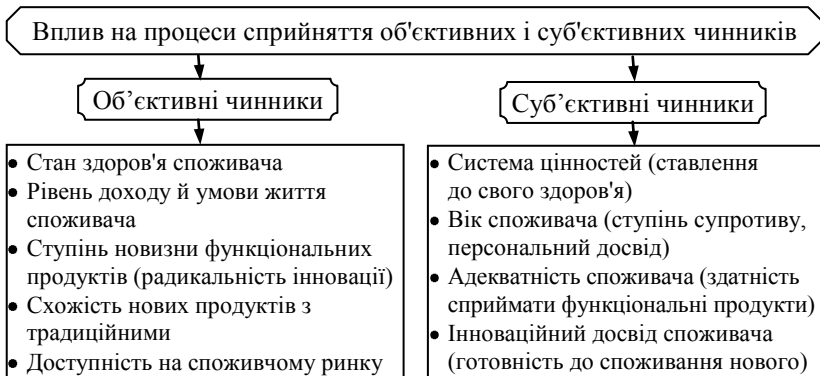 Вплив на процеси сприйняття об'єктивних і суб'єктивних чинників
Об’єктивні чинники
• Стан здоров'я споживача
• Рівень доходу й умови життя
споживача
• Ступінь новизни функціональних
продуктів (радикальність інновації)
• Схожість нових продуктів з
традиційними
• Доступність на споживчому ринку
Суб’єктивні чинники
• Система цінностей (ставлення
до свого здоров'я)
• Вік споживача (ступінь супротиву,
персональний досвід)
• Адекватність споживача (здатність
сприймати функціональні продукти)
• Інноваційний досвід споживача
(готовність до споживання нового)